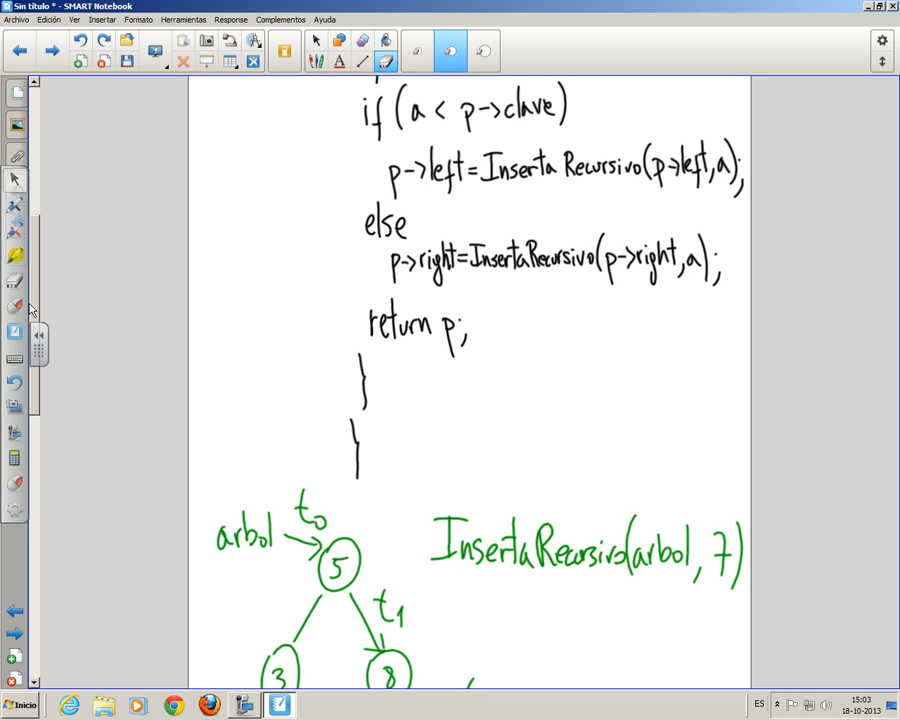 Sin título * - SMART Notebook
Archivo Edición Ver Insertar Formato Herramientas Response Complementos Ayuda
if (a < p->clave)
p->left=InsertaRecursivo(p->left,a);
else
p->right=InsertaRecursivo(p->right,a);
return p;
}
}
arbol t0
InsertaRecursivo(arbol, 7)
5
t1
3 8
Inicio
ES
15:03
18-10-2013